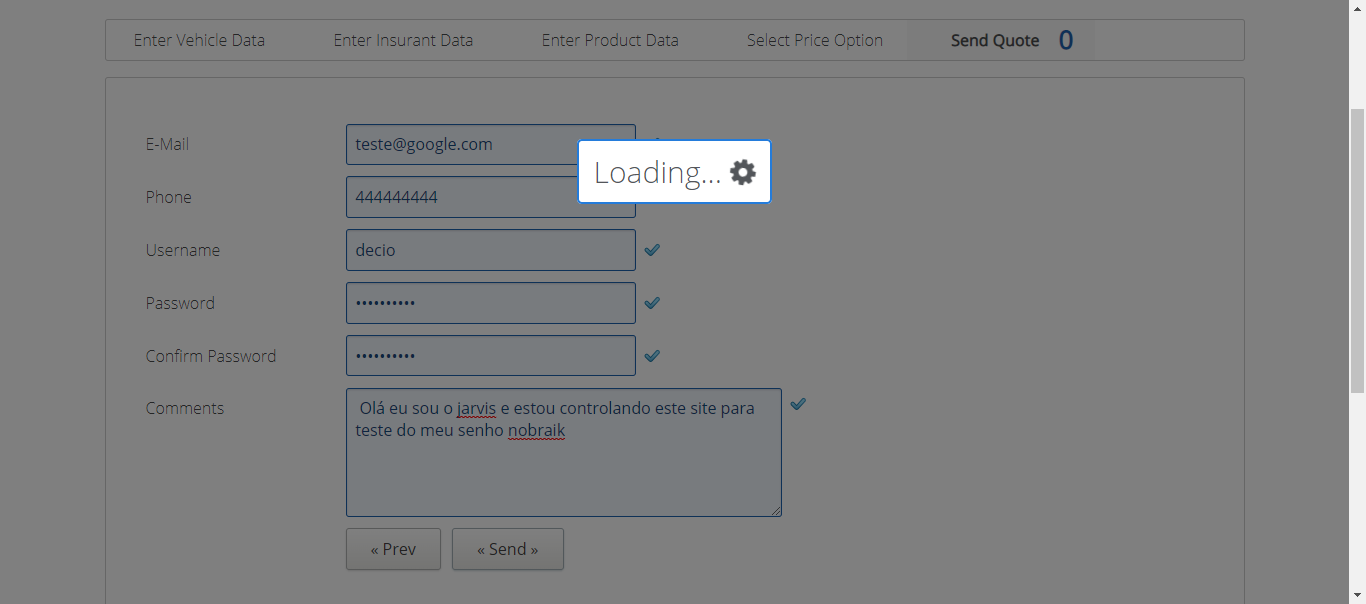 Enter Vehicle Data Enter Insurant Data Enter Product Data Select Price Option Send Quote 0
E-Mail teste@google.com
Loading...
Phone 444444444
Username decio
Password ••••••••••
Confirm Password ••••••••••
Comments Olá eu sou o jarvis e estou controlando este site para
teste do meu senho nobraik
« Prev « Send »